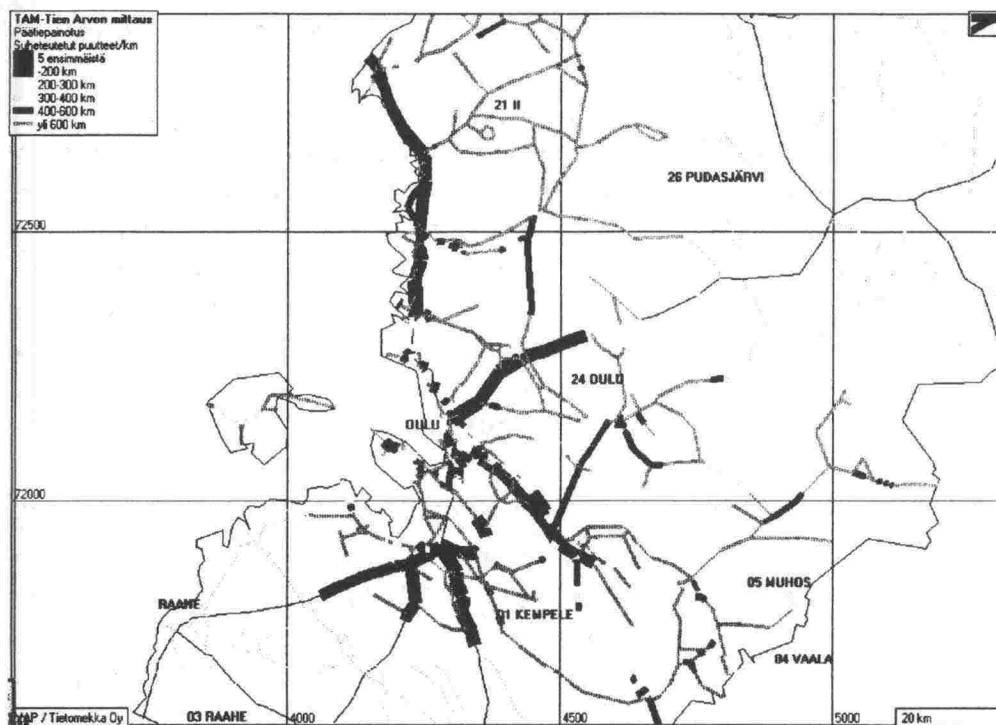 TAM-Tien Arvon mittaus
Päätiepainotus
Suhteutetut puutteet/km
5 ensimmäistä
-200 km
200-300 km
300-400 km
400-600 km
yli 600 km
21 II
26 PUDASJÄRVI
72500
24 OULU
OULU
72000
05 MUHOS
RAAHE
01 KEMPELE
04 VAALA
03 RAAHE
/ Tietomekka Oy
4000
4500
5000
20 km